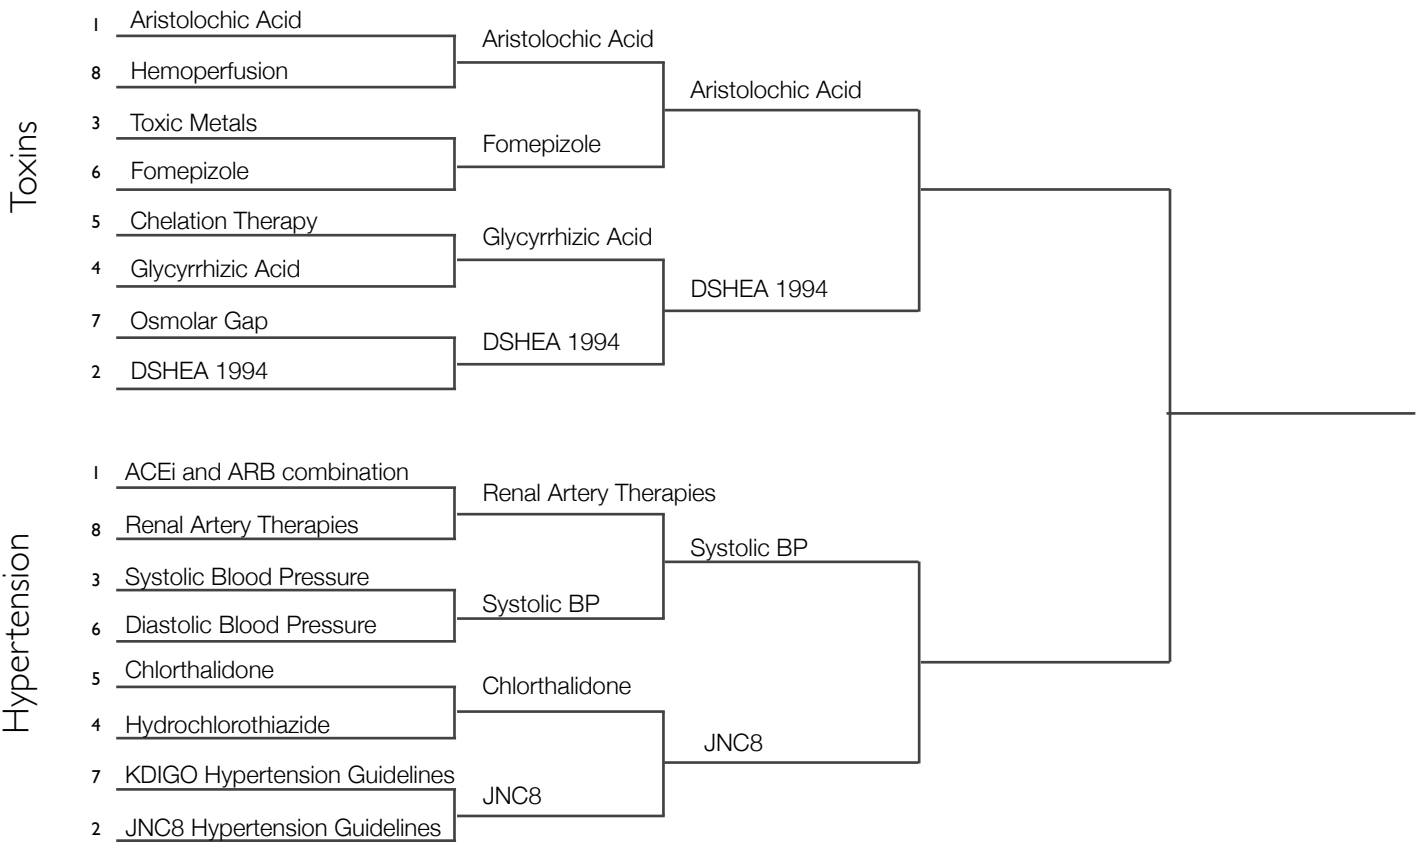 Toxins
1 Aristolochic Acid
8 Hemoperfusion
3 Toxic Metals
6 Fomepizole
5 Chelation Therapy
4 Glycyrrhizic Acid
7 Osmolar Gap
2 DSHEA 1994
Aristolochic Acid
Fomepizole
Glycyrrhizic Acid
DSHEA 1994
Aristolochic Acid
DSHEA 1994
Hypertension
1 ACEi and ARB combination
8 Renal Artery Therapies
3 Systolic Blood Pressure
6 Diastolic Blood Pressure
5 Chlorthalidone
4 Hydrochlorothiazide
7 KDIGO Hypertension Guidelines
2 JNC8 Hypertension Guidelines
Renal Artery Therapies
Systolic BP
Chlorthalidone
JNC8
Systolic BP
JNC8